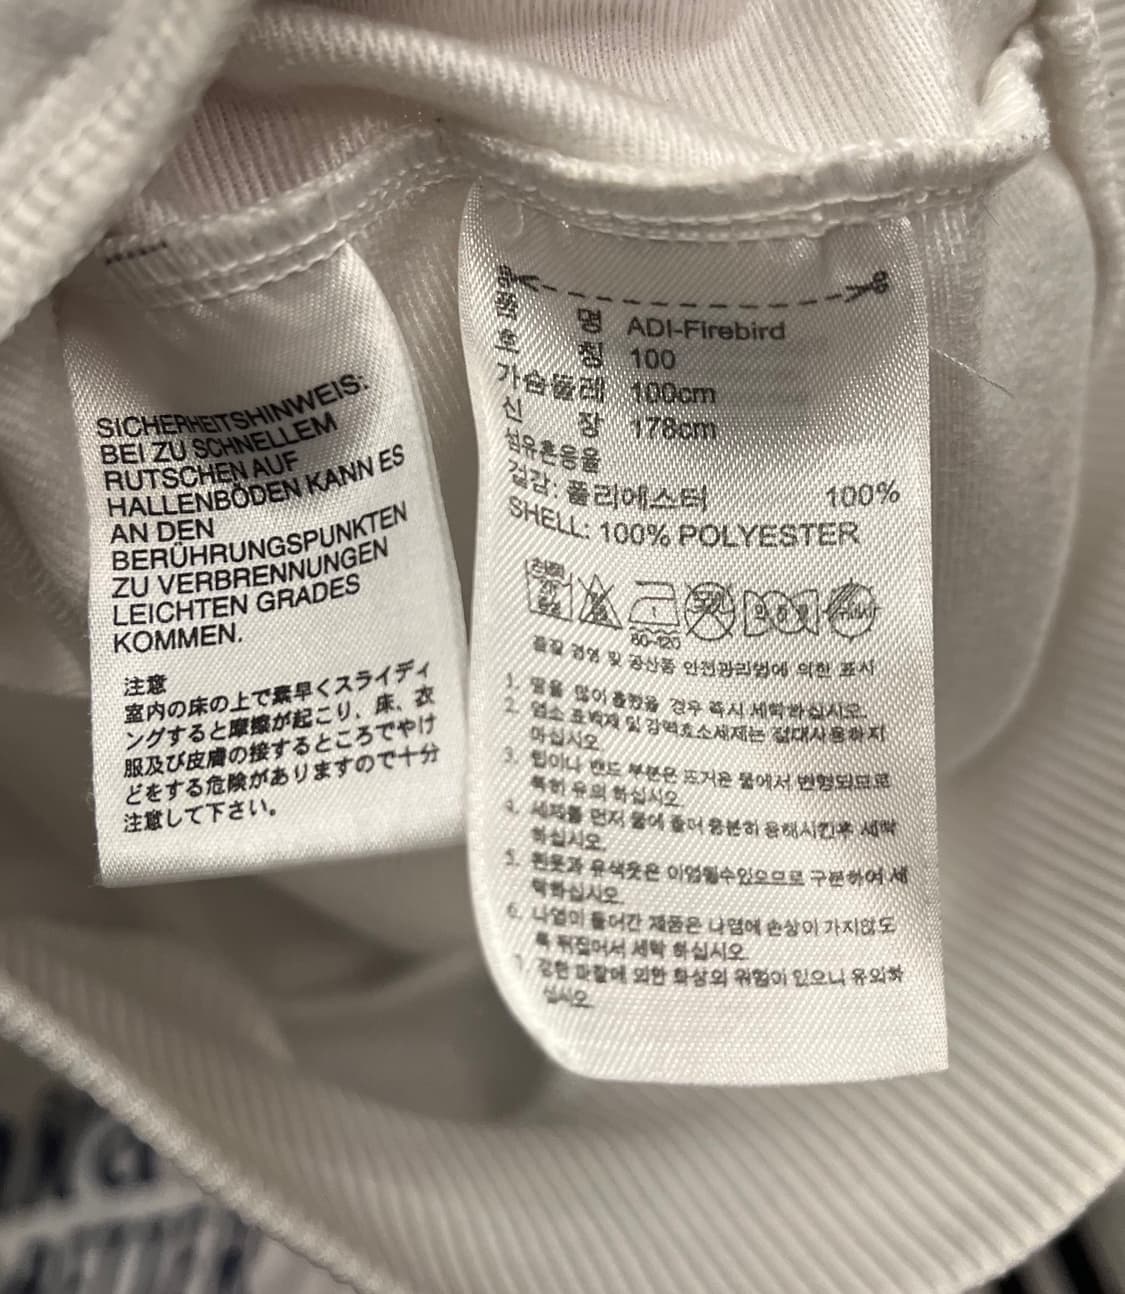 SICHERHEITSHINWEIS:
BEI ZU SCHNELLEM
RUTSCHEN AUF
HALLENBÖDEN KANN ES
AN DEN
BERÜHRUNGSPUNKTEN
ZU VERBRENNUNGEN
LEICHTEN GRADES
KOMMEN.
注意
室内の床の上で素早くスライディ
ングすると摩擦が起こり、床、衣
服及び皮膚の接するところでやけ
どをする危険がありますので十分
注意して下さい。
품 명 ADI-Firebird
호 칭 100
가슴둘레 100cm
신 장 178cm
섬유혼용율
겉감: 폴리에스터 100%
SHELL: 100% POLYESTER
80~120
품질 경영 및 공산품 안전관리법에 의한 표시
1. 땀을 많이 흘렸을 경우 즉시 세탁하십시오.
2. 염소 표백제 및 강력효소세제는 절대사용하지
마십시오.
3. 힙이나 밴드 부분은 뜨거운 물에서 변형되므로
특히 유의 하십시오.
4. 세제를 먼저 물에 풀어 충분히 용해시킨후 세탁
하십시오.
5. 흰옷과 유색옷은 이염될수있으므로 구분하여 세
탁하십시오.
6. 나염이 들어간 제품은 나염에 손상이 가지않도
록 뒤집어서 세탁 하십시오.
7. 강한 마찰에 의한 화상의 위험이 있으니 유의하
십시오.